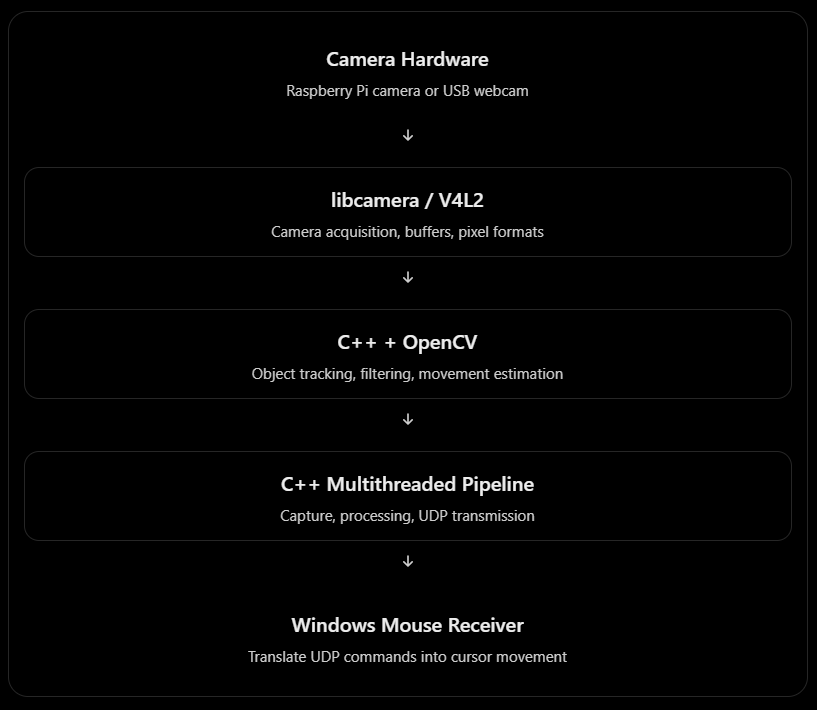 Camera Hardware
Raspberry Pi camera or USB webcam
↓
libcamera / V4L2
Camera acquisition, buffers, pixel formats
↓
C++ + OpenCV
Object tracking, filtering, movement estimation
↓
C++ Multithreaded Pipeline
Capture, processing, UDP transmission
↓
Windows Mouse Receiver
Translate UDP commands into cursor movement